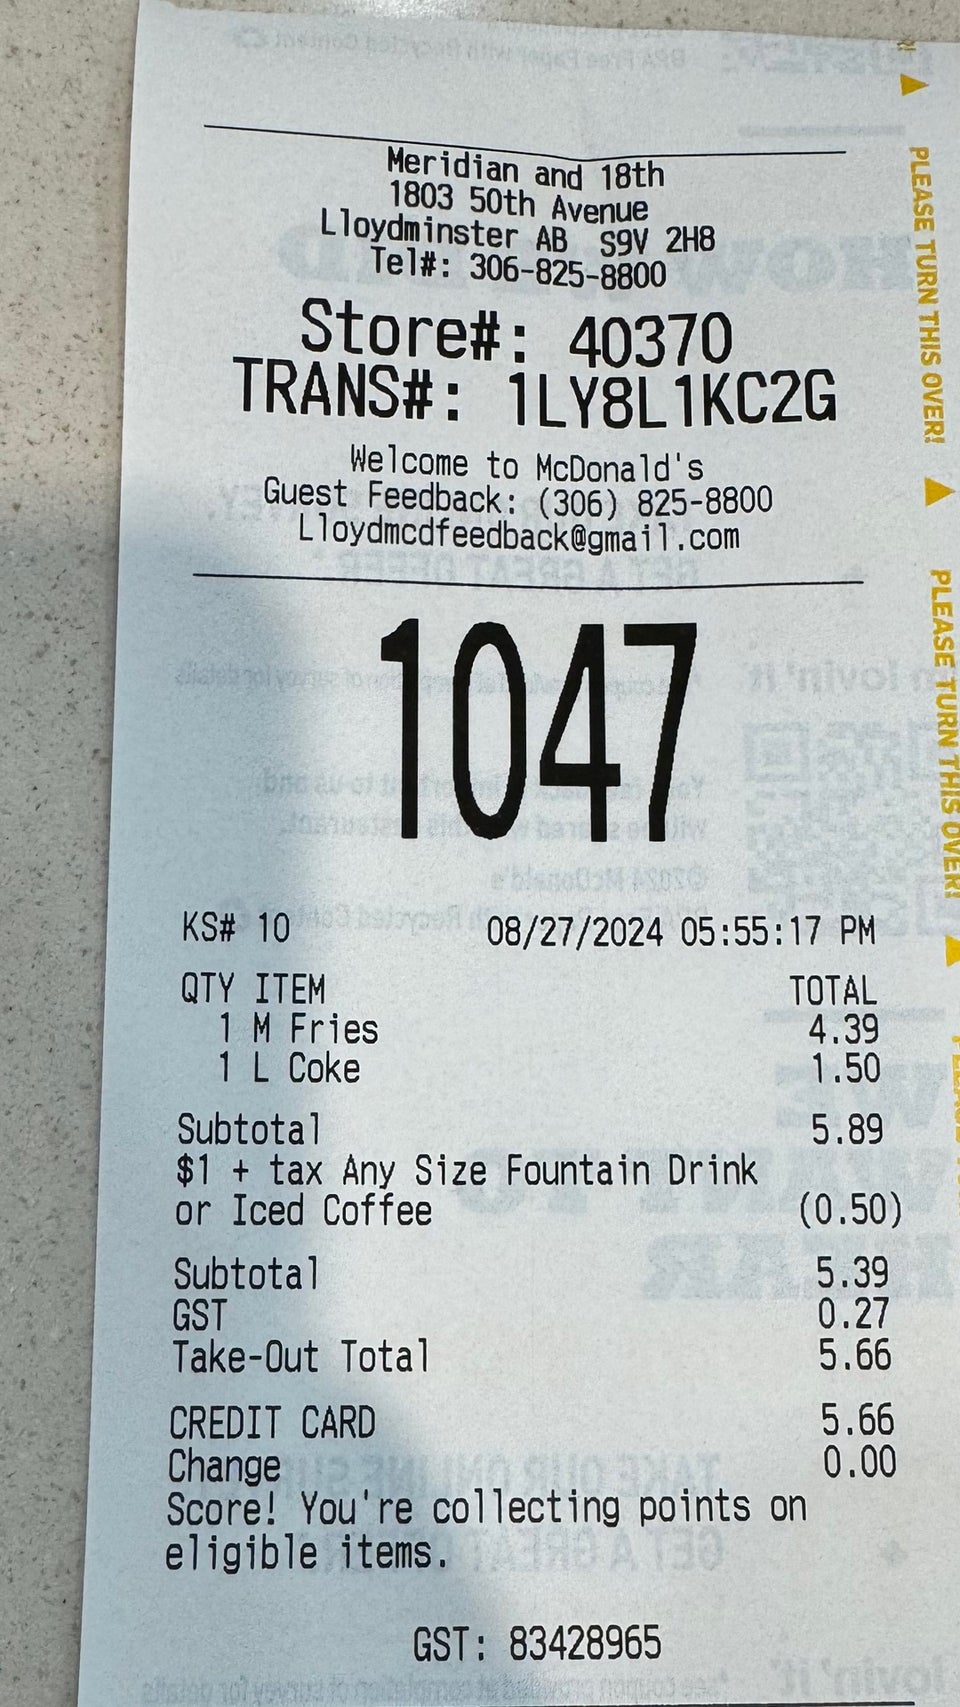 Meridian and 18th
1803 50th Avenue
Lloydminster AB S9V 2H8
Tel#: 306-825-8800
Store#: 40370
TRANS#: 1LY8L1KC2G
Welcome to McDonald's
Guest Feedback: (306) 825-8800
Lloydmcdfeedback@gmail.com
1047
KS# 10 08/27/2024 05:55:17 PM
QTY ITEM TOTAL
1 M Fries 4.39
1 L Coke 1.50
Subtotal 5.89
$1 + tax Any Size Fountain Drink
or Iced Coffee (0.50)
Subtotal 5.39
GST 0.27
Take-Out Total 5.66
CREDIT CARD 5.66
Change 0.00
Score! You're collecting points on
eligible items.
GST: 83428965
PLEASE TURN THIS OVER!
PLEASE TURN THIS OVER!